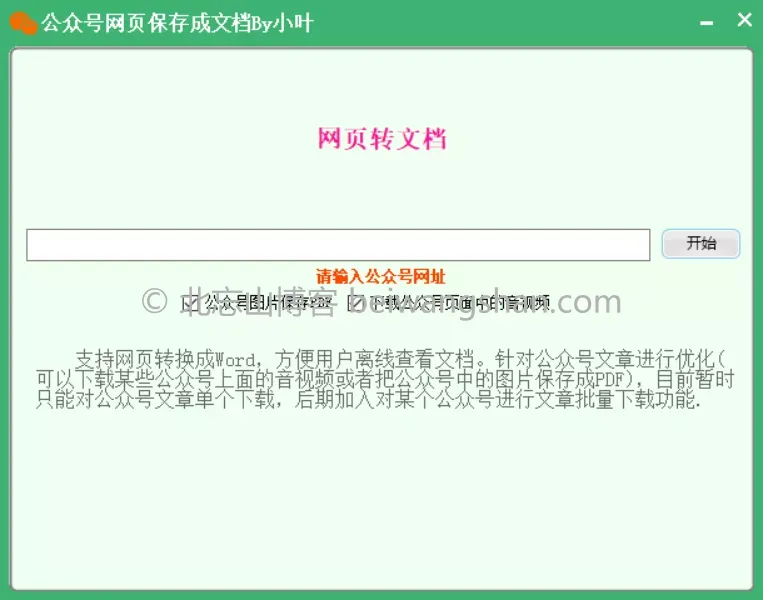 公众号网页保存成文档By小叶
网页转文档
开始
请输入公众号网址
公众号图片保存PDF 下载公众号页面中的音视频
© 北忘山博客 beiwangshan.com
支持网页转换成Word，方便用户离线查看文档。针对公众号文章进行优化(
可以下载某些公众号上面的音视频或者把公众号中的图片保存成PDF)，目前暂时
只能对公众号文章单个下载，后期加入对某个公众号进行文章批量下载功能.